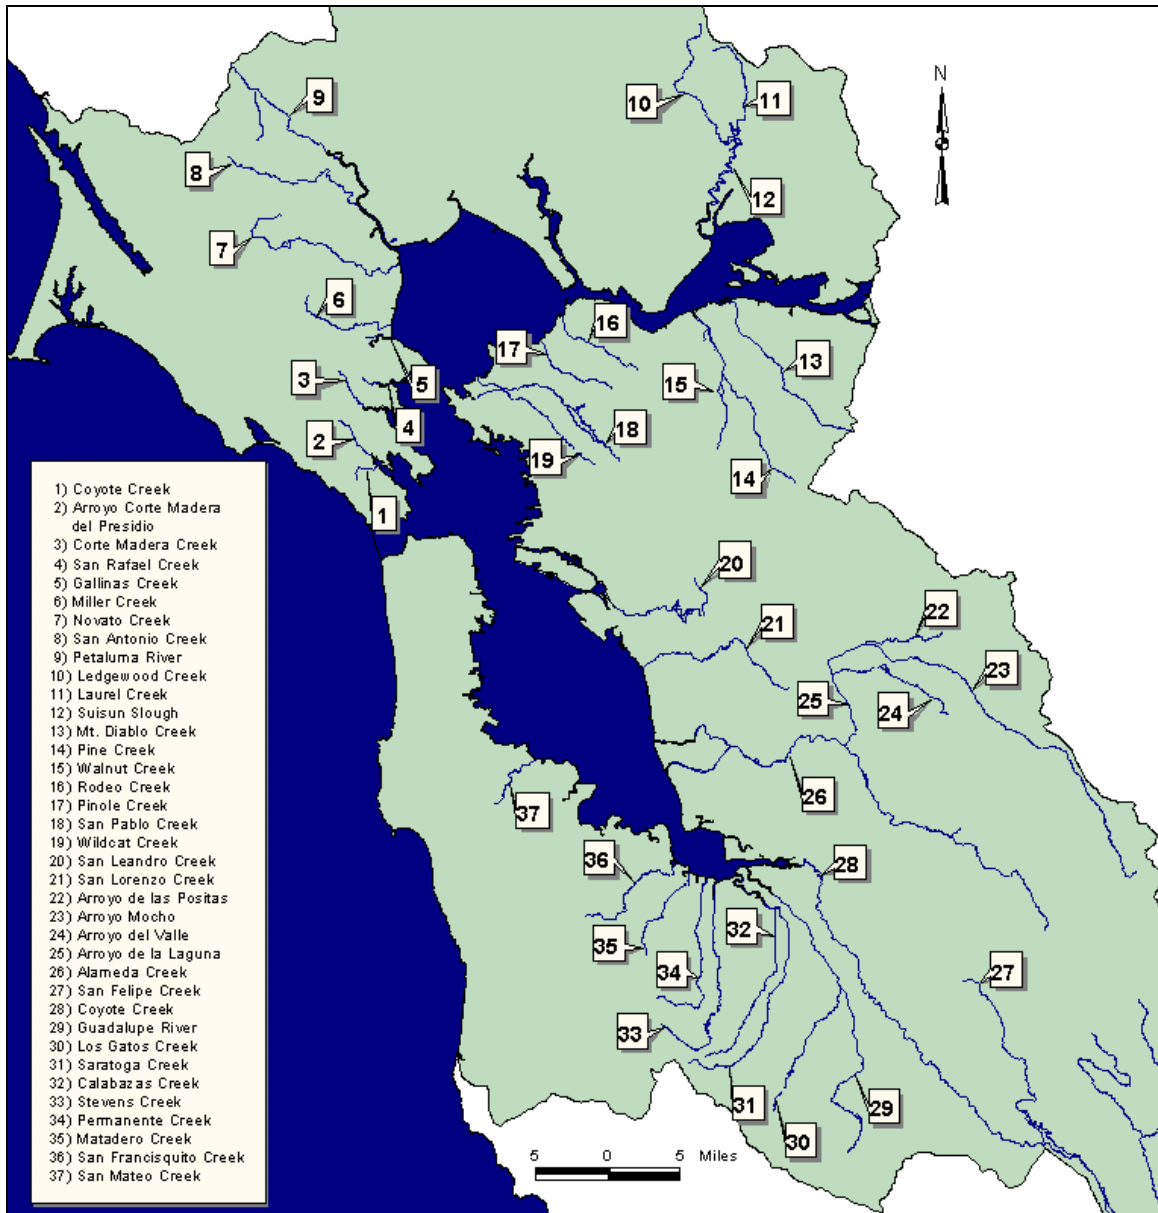 N
9
10
11
8
12
7
6
16
17
5
13
3
15
4
2
18
19
14
1
20
21
22
23
25
24
26
37
36
28
32
35
34
27
33
31
29
30
1) Coyote Creek
2) Arroyo Corte Madera
del Presidio
3) Corte Madera Creek
4) San Rafael Creek
5) Gallinas Creek
6) Miller Creek
7) Novato Creek
8) San Antonio Creek
9) Petaluma River
10) Ledgewood Creek
11) Laurel Creek
12) Suisun Slough
13) Mt. Diablo Creek
14) Pine Creek
15) Walnut Creek
16) Rodeo Creek
17) Pinole Creek
18) San Pablo Creek
19) Wildcat Creek
20) San Leandro Creek
21) San Lorenzo Creek
22) Arroyo de las Positas
23) Arroyo Mocho
24) Arroyo del Valle
25) Arroyo de la Laguna
26) Alameda Creek
27) San Felipe Creek
28) Coyote Creek
29) Guadalupe River
30) Los Gatos Creek
31) Saratoga Creek
32) Calabazas Creek
33) Stevens Creek
34) Permanente Creek
35) Matadero Creek
36) San Francisquito Creek
37) San Mateo Creek
5 0 5 Miles